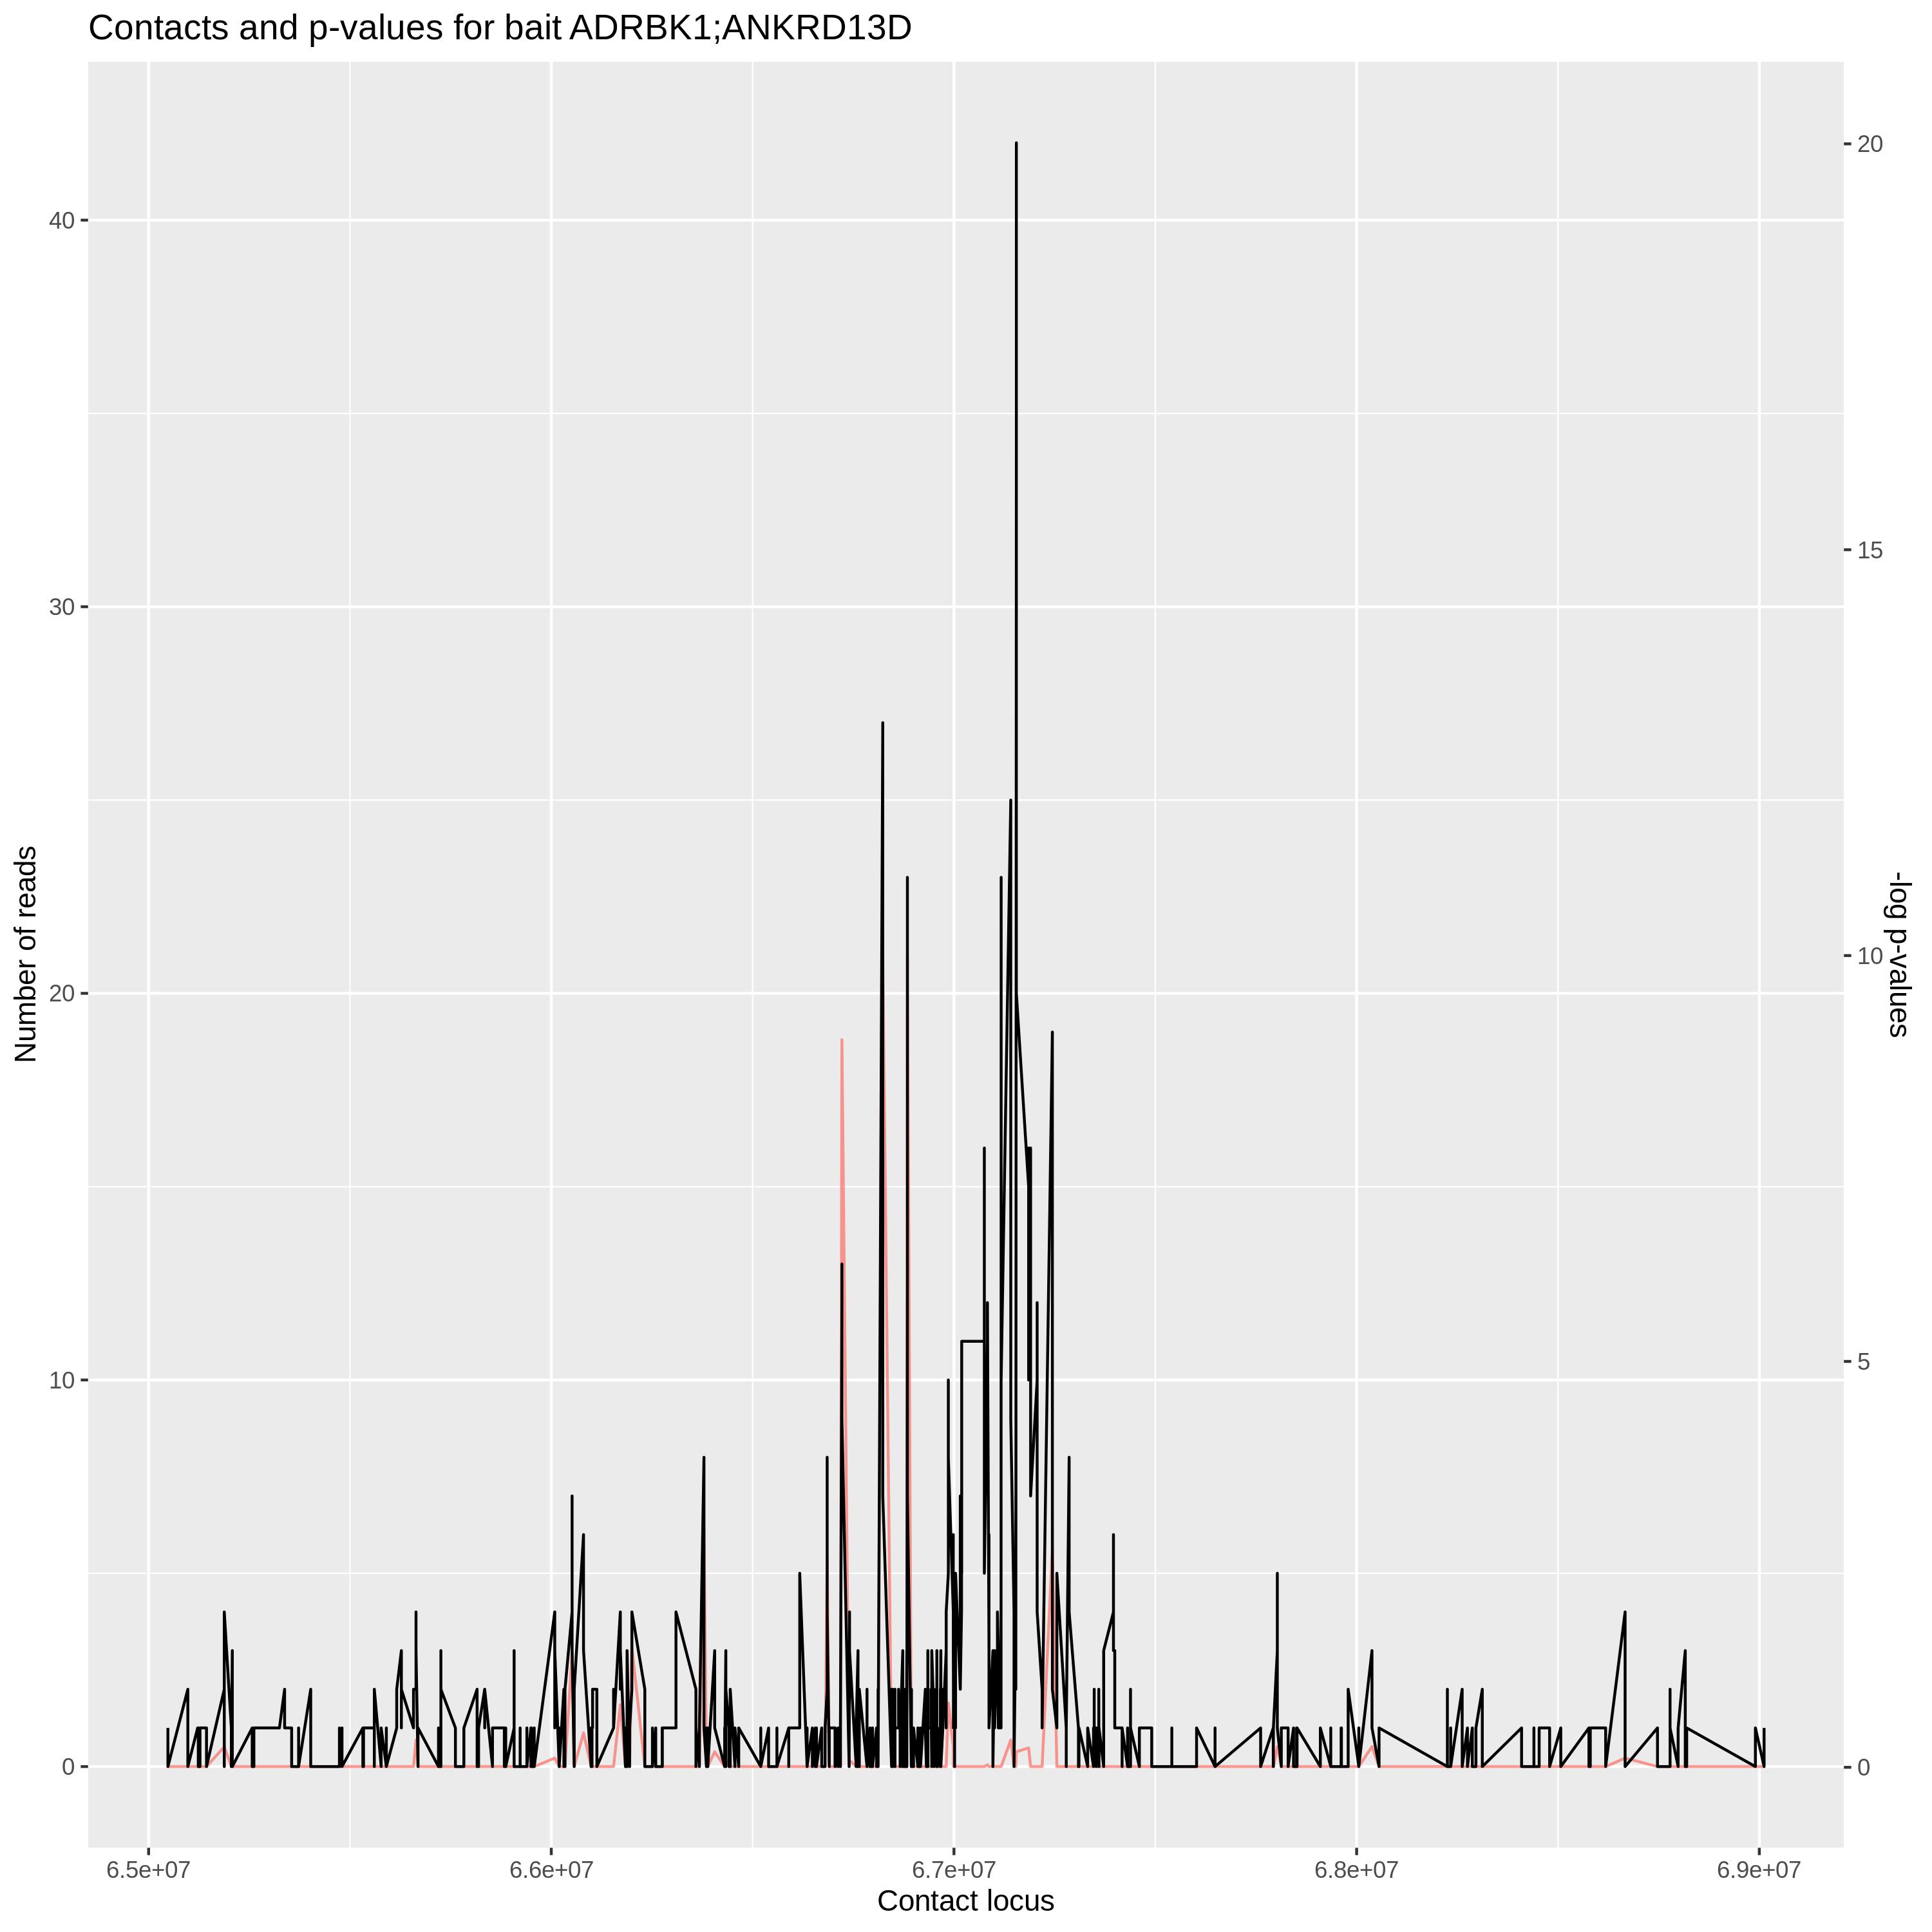 Contacts and p-values for bait ADRBK1;ANKRD13D
20
40
15
30
Number of reads
-log p-values
10
20
5
10
0
0
6.5e+07 6.6e+07 6.7e+07 6.8e+07 6.9e+07
Contact locus